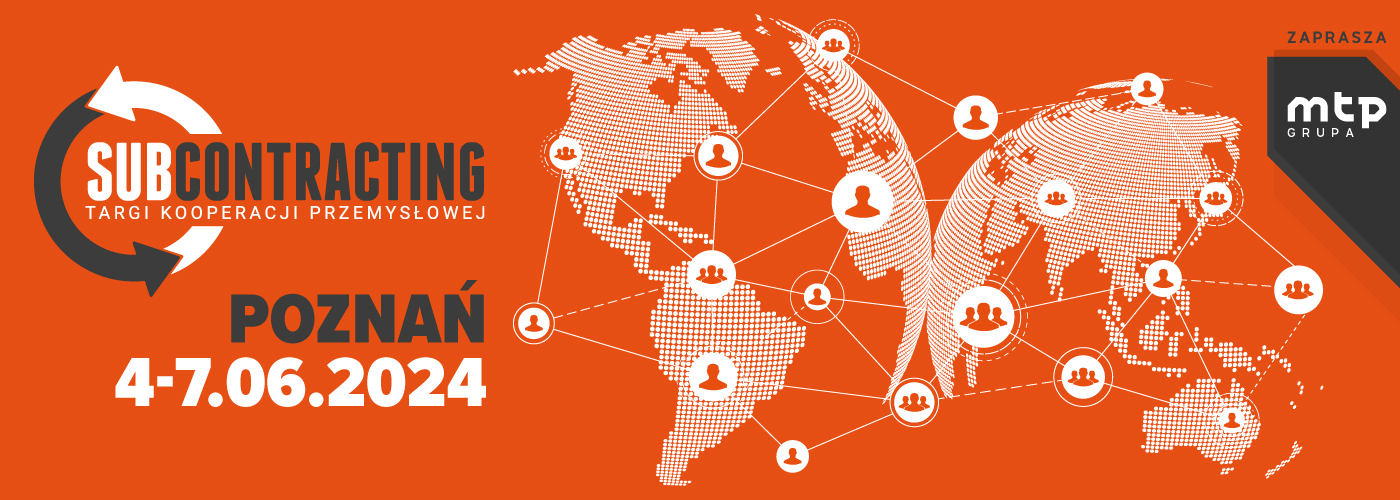 SUBCONTRACTING
TARGI KOOPERACJI PRZEMYSŁOWEJ
POZNAŃ
4-7.06.2024
ZAPRASZA
mtp
GRUPA